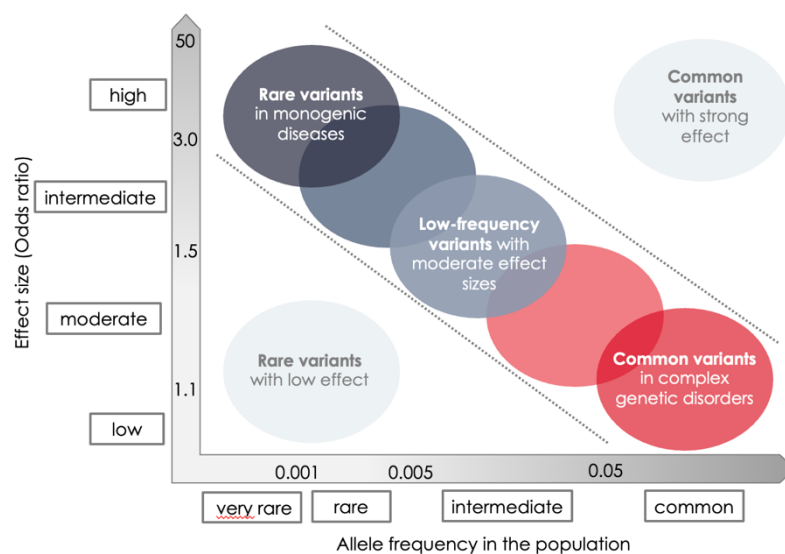 50
high
Rare variants
in monogenic
diseases
Common
variants
with strong
effect
3.0
Effect size (Odds ratio)
intermediate
Low-frequency
variants with
moderate effect
sizes
1.5
moderate
Rare variants
with low effect
Common variants
in complex
genetic disorders
1.1
low
0.001
0.005
0.05
very rare
rare
intermediate
common
Allele frequency in the population